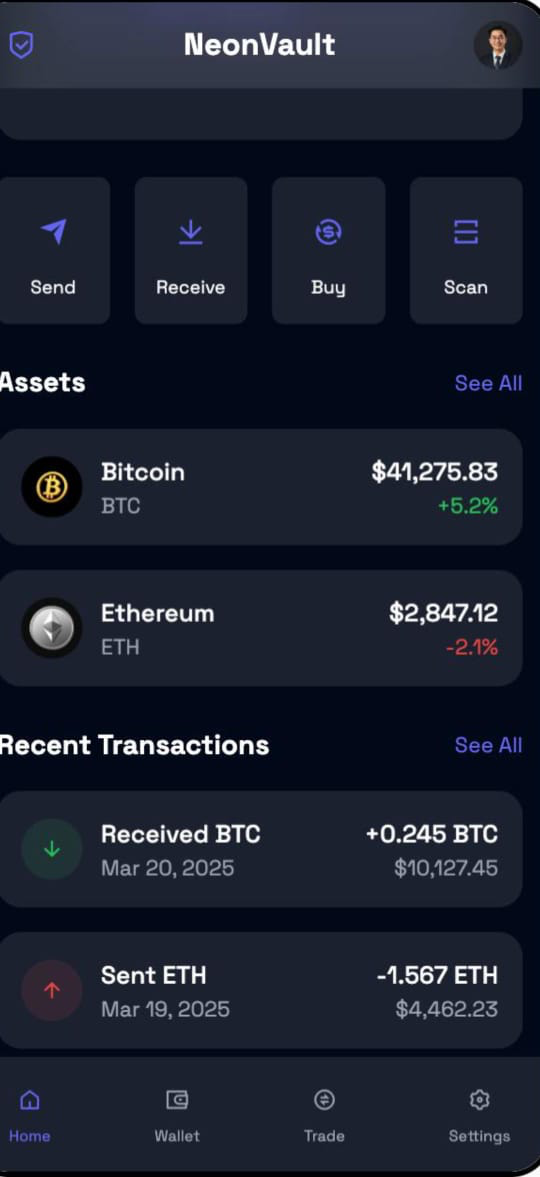 NeonVault
Send
Receive
Buy
Scan
Assets
See All
Bitcoin
$41,275.83
BTC
+5.2%
Ethereum
$2,847.12
ETH
-2.1%
Recent Transactions
See All
Received BTC
+0.245 BTC
Mar 20, 2025
$10,127.45
Sent ETH
-1.567 ETH
Mar 19, 2025
$4,462.23
Home
Wallet
Trade
Settings